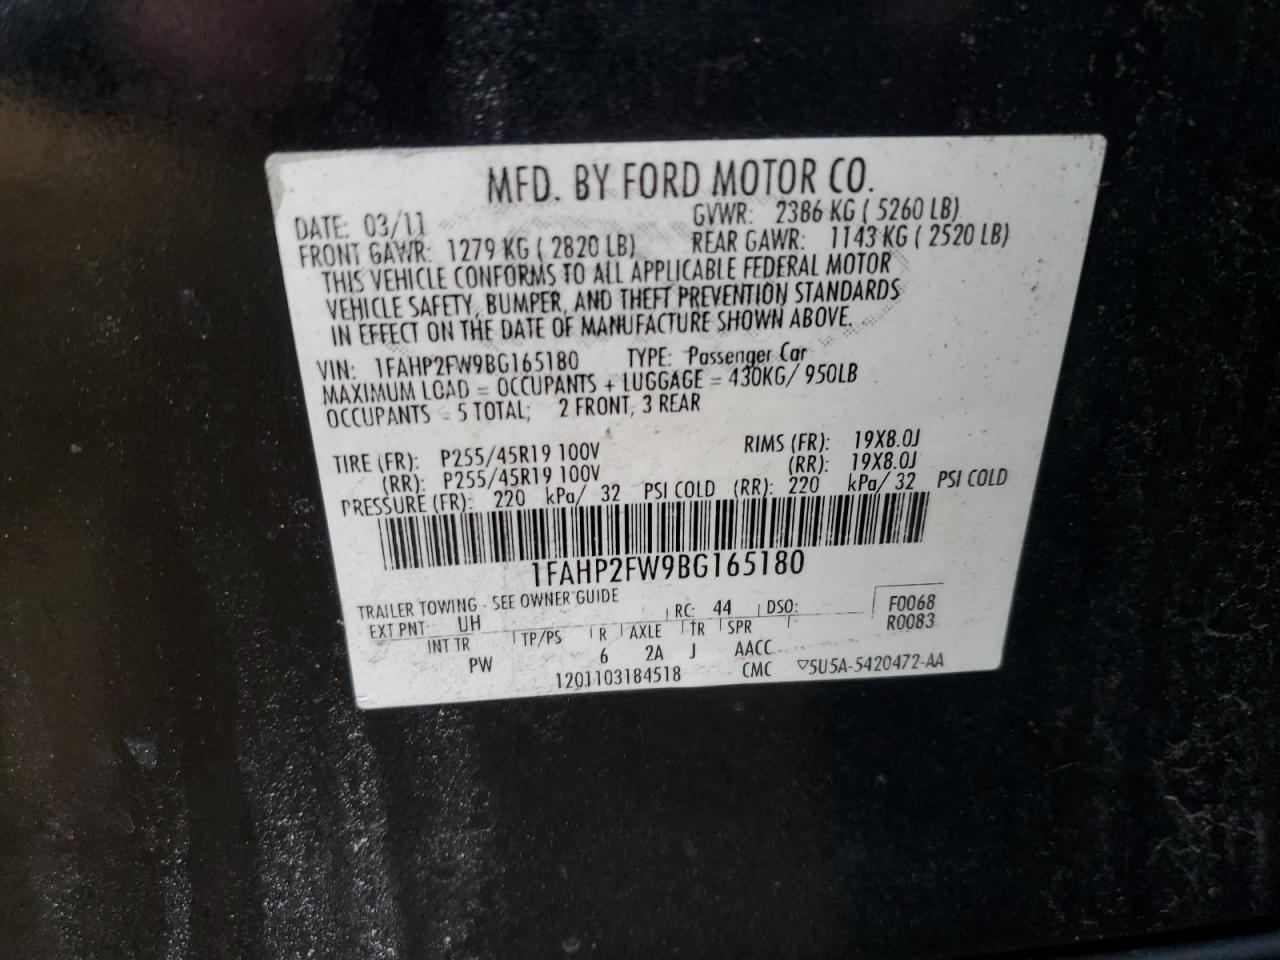 MFD. BY FORD MOTOR CO.
DATE: 03/11 GVWR: 2386 KG ( 5260 LB)
FRONT GAWR: 1279 KG ( 2820 LB) REAR GAWR: 1143 KG ( 2520 LB)
THIS VEHICLE CONFORMS TO ALL APPLICABLE FEDERAL MOTOR
VEHICLE SAFETY, BUMPER, AND THEFT PREVENTION STANDARDS
IN EFFECT ON THE DATE OF MANUFACTURE SHOWN ABOVE.
VIN: 1FAHP2FW9BG165180 TYPE: Passenger Car
MAXIMUM LOAD = OCCUPANTS + LUGGAGE = 430KG/ 950LB
OCCUPANTS = 5 TOTAL; 2 FRONT, 3 REAR
TIRE (FR): P255/45R19 100V RIMS (FR): 19X8.0J
(RR): P255/45R19 100V (RR): 19X8.0J
PRESSURE (FR): 220 kPa/ 32 PSI COLD (RR): 220 kPa/ 32 PSI COLD
1FAHP2FW9BG165180
TRAILER TOWING - SEE OWNER GUIDE
EXT PNT: UH RC: 44 DSO: F0068
R0083
INT TR TP/PS R AXLE TR SPR
PW 6 2A J AACC
1201103184518 CMC ▽5U5A-5420472-AA